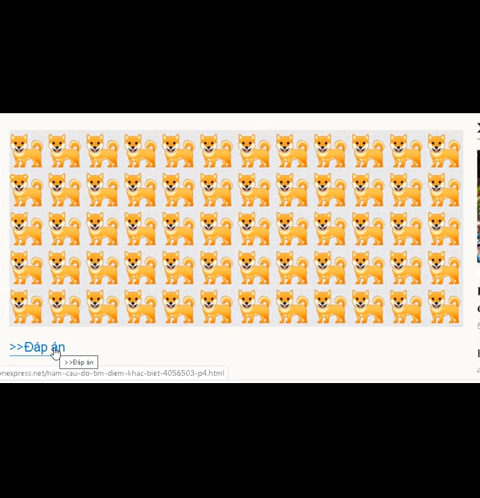 >>Đáp án
>>Đáp án
nexpress.net/nam-cau-do-tim-diem-khac-biet-4056503-p4.html